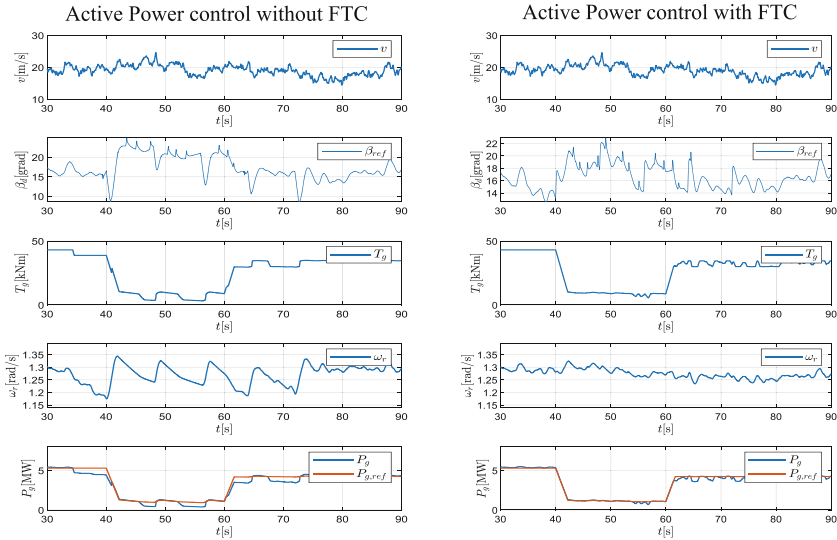 Active Power control without FTC
30
20
10
v[m/s]
v
30 40 50 60 70 80 90
t[s]
20
15
10
β_d[grad]
β_ref
30 40 50 60 70 80 90
t[s]
50
0
T_g[kNm]
T_g
30 40 50 60 70 80 90
t[s]
1.35
1.3
1.25
1.2
1.15
ω_r[rad/s]
ω_r
30 40 50 60 70 80 90
t[s]
5
0
P_g[MW]
P_g
P_g,ref
30 40 50 60 70 80 90
t[s]
Active Power control with FTC
30
20
10
v[m/s]
v
30 40 50 60 70 80 90
t[s]
22
20
18
16
14
β_d[grad]
β_ref
30 40 50 60 70 80 90
t[s]
50
0
T_g[kNm]
T_g
30 40 50 60 70 80 90
t[s]
1.35
1.3
1.25
1.2
1.15
ω_r[rad/s]
ω_r
30 40 50 60 70 80 90
t[s]
5
0
P_g[MW]
P_g
P_g,ref
30 40 50 60 70 80 90
t[s]